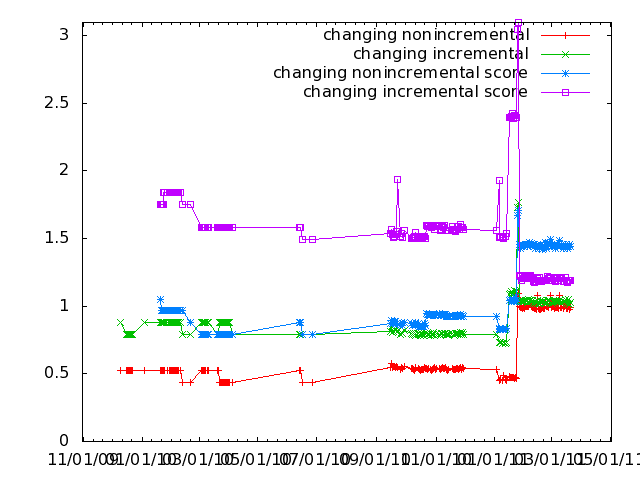 3
2.5
2
1.5
1
0.5
0
changing nonincremental
changing incremental
changing nonincremental score
changing incremental score
11/01/09 01/01/10 03/01/10 05/01/10 07/01/10 09/01/10 11/01/10 01/01/11 03/01/11 05/01/11